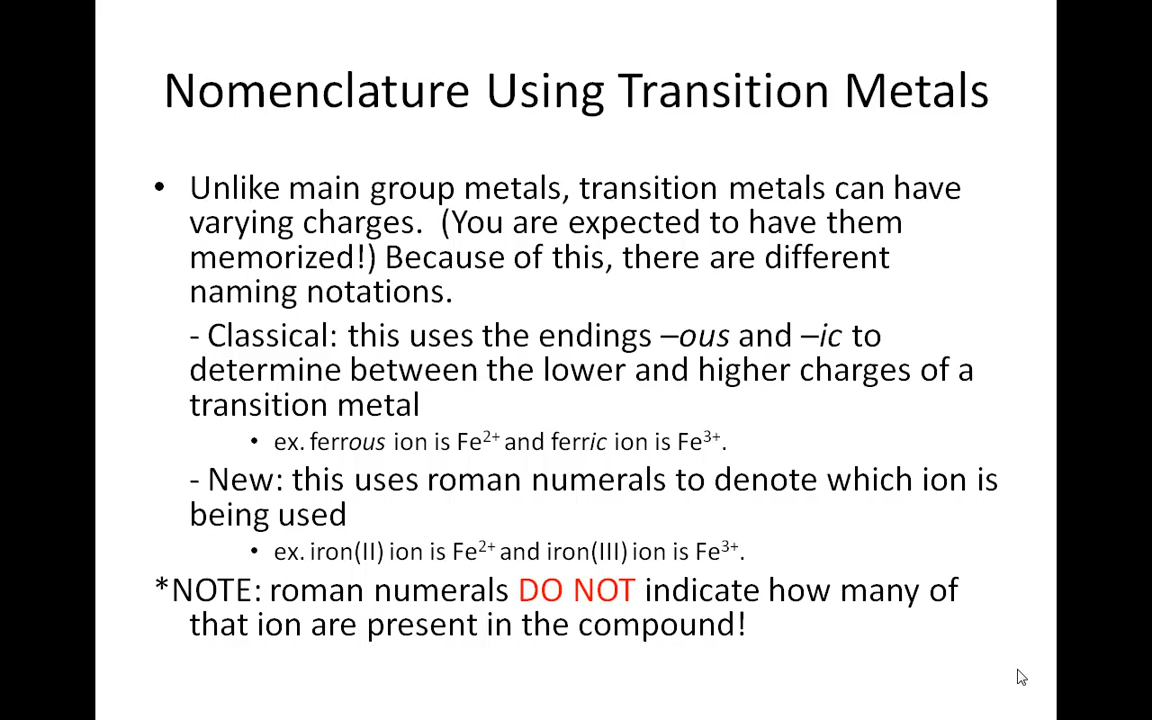 Nomenclature Using Transition Metals
• Unlike main group metals, transition metals can have
varying charges.  (You are expected to have them
memorized!) Because of this, there are different
naming notations.
- Classical: this uses the endings –ous and –ic to
determine between the lower and higher charges of a
transition metal
• ex. ferrous ion is Fe²⁺ and ferric ion is Fe³⁺.
- New: this uses roman numerals to denote which ion is
being used
• ex. iron(II) ion is Fe²⁺ and iron(III) ion is Fe³⁺.
*NOTE: roman numerals DO NOT indicate how many of
that ion are present in the compound!